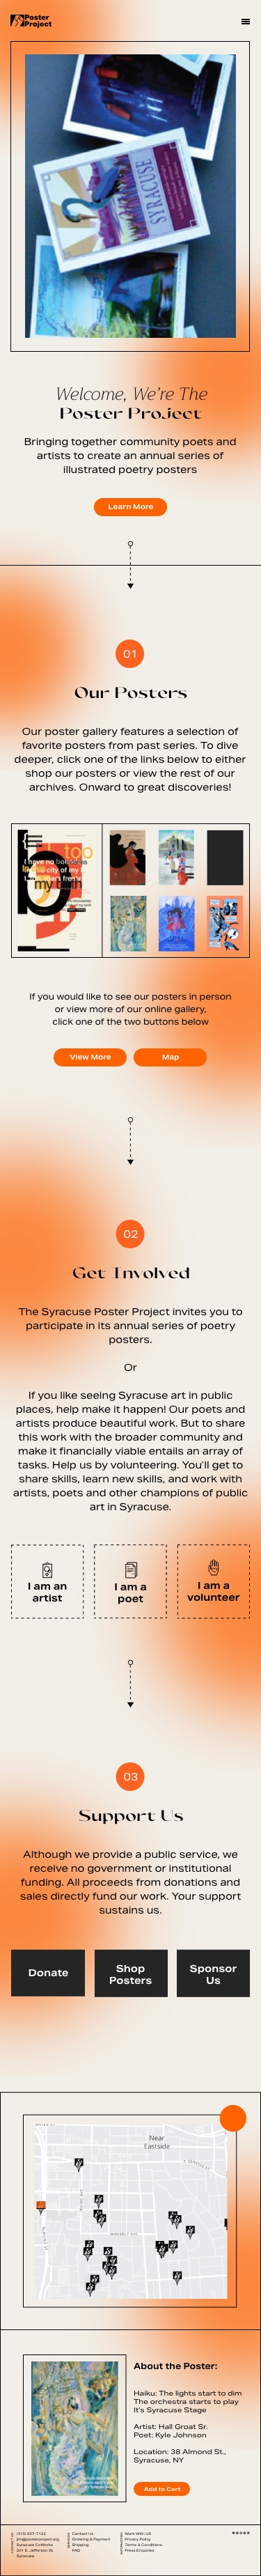 Poster
Project
SYRACUSE
Welcome, We're The
Poster Project
Bringing together community poets and
artists to create an annual series of
illustrated poetry posters
Learn More
01
Our Posters
Our poster gallery features a selection of
favorite posters from past series. To dive
deeper, click one of the links below to either
shop our posters or view the rest of our
archives. Onward to great discoveries!
too
my birth
If you would like to see our posters in person
or view more of our online gallery,
click one of the two buttons below
View More
Map
02
Get Involved
The Syracuse Poster Project invites you to
participate in its annual series of poetry
posters.
Or
If you like seeing Syracuse art in public
places, help make it happen! Our poets and
artists produce beautiful work. But to share
this work with the broader community and
make it financially viable entails an array of
tasks. Help us by volunteering. You'll get to
share skills, learn new skills, and work with
artists, poets and other champions of public
art in Syracuse.
I am an
artist
I am a
poet
I am a
volunteer
03
Support Us
Although we provide a public service, we
receive no government or institutional
funding. All proceeds from donations and
sales directly fund our work. Your support
sustains us.
Donate
Shop
Posters
Sponsor
Us
Near
Eastside
About the Poster:
Haiku: The lights start to dim
The orchestra starts to play
It's Syracuse Stage
Artist: Hall Groat Sr.
Poet: Kyle Johnson
Location: 38 Almond St.,
Syracuse, NY
Add to Cart
Syracuse CoWorks
201 E. Jefferson St.
Syracuse
Contact Us
Ordering & Payment
Shipping
FAQ
Work With US
Privacy Policy
Terms & Conditions
Press Enquiries